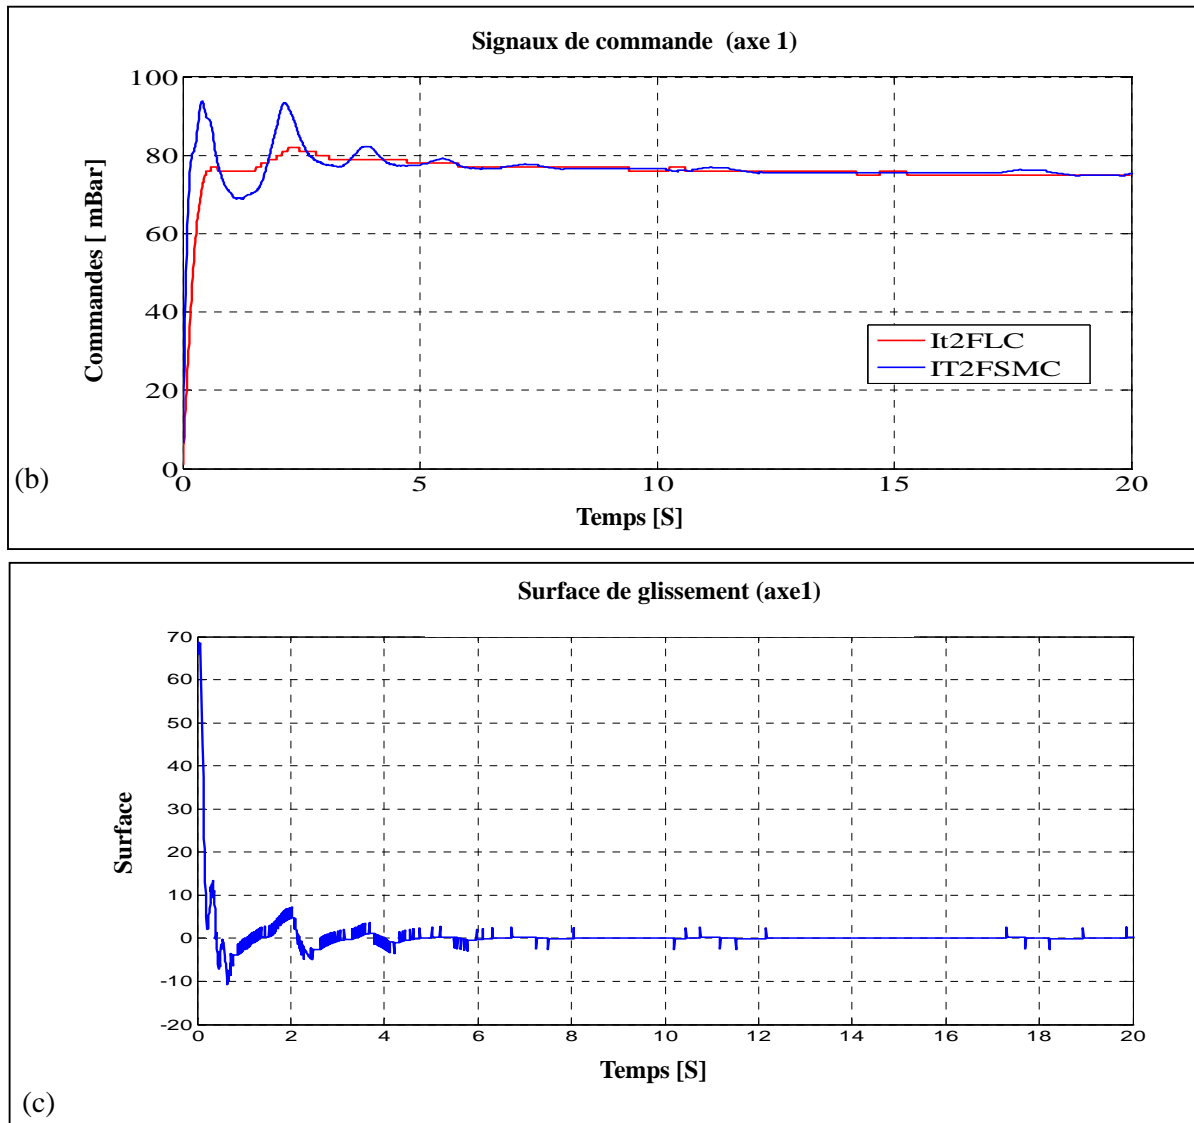 Signaux de commande (axe 1)
100
80
60
40
20
0
Commandes [ mBar]
It2FLC
IT2FSMC
0 5 10 15 20
Temps [S]
(b)
Surface de glissement (axe1)
70
60
50
40
30
20
10
0
-10
-20
Surface
0 2 4 6 8 10 12 14 16 18 20
Temps [S]
(c)